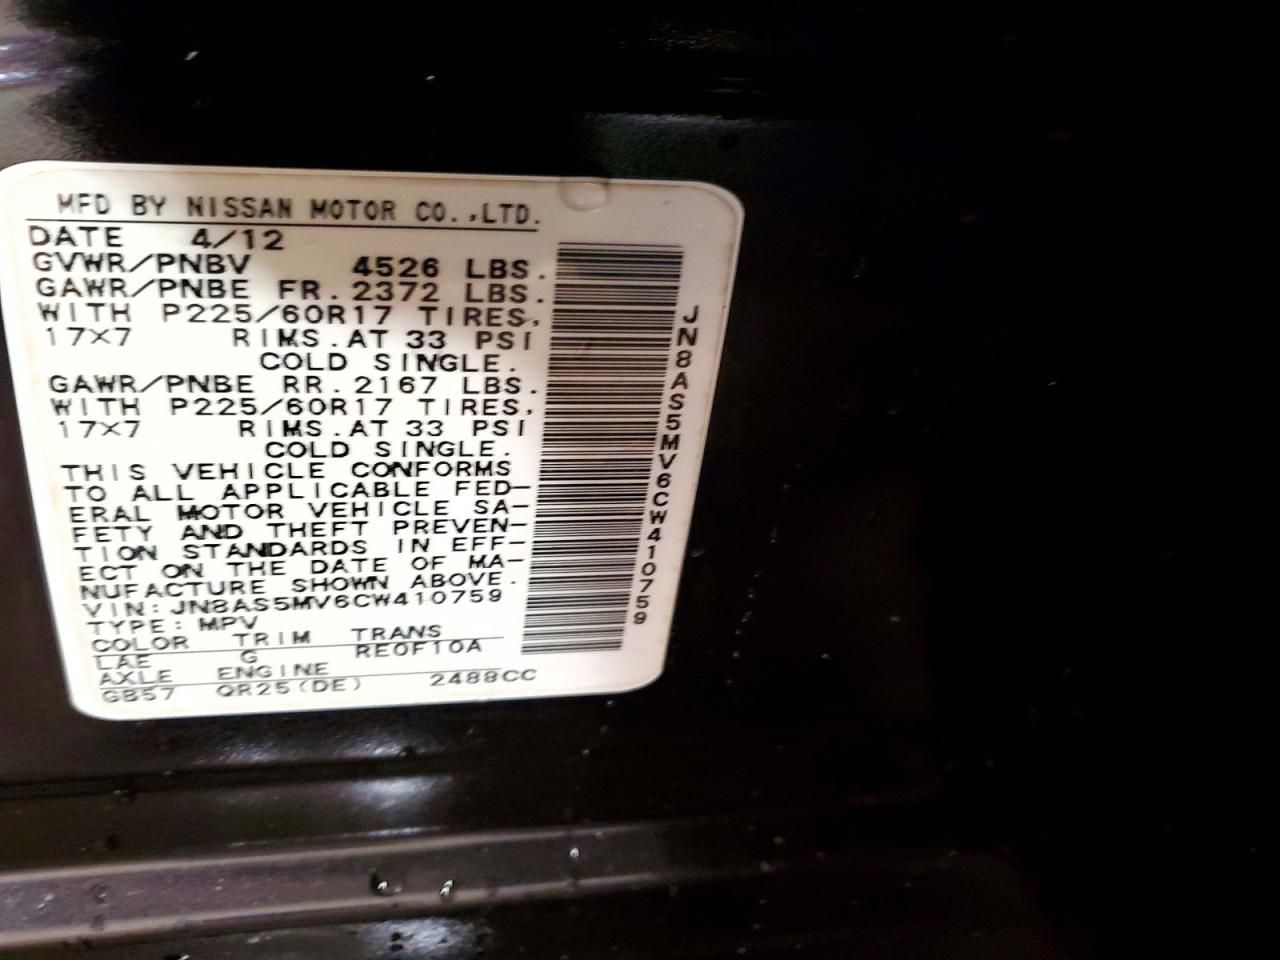 MFD BY NISSAN MOTOR CO.,LTD.
DATE 4/12
GVWR/PNBV 4526 LBS.
GAWR/PNBE FR. 2372 LBS.
WITH P225/60R17 TIRES,
17×7 RIMS.AT 33 PSI
COLD SINGLE.
GAWR/PNBE RR. 2167 LBS.
WITH P225/60R17 TIRES,
17×7 RIMS.AT 33 PSI
COLD SINGLE.
THIS VEHICLE CONFORMS
TO ALL APPLICABLE FED-
ERAL MOTOR VEHICLE SA-
FETY AND THEFT PREVEN-
TION STANDARDS IN EFF-
ECT ON THE DATE OF MA-
NUFACTURE SHOWN ABOVE.
VIN: JN8AS5MV6CW410759
TYPE: MPV
COLOR TRIM TRANS
LAE G RE0F10A
AXLE ENGINE
GB57 QR25(DE) 2488CC
JN8AS5MV6CW410759